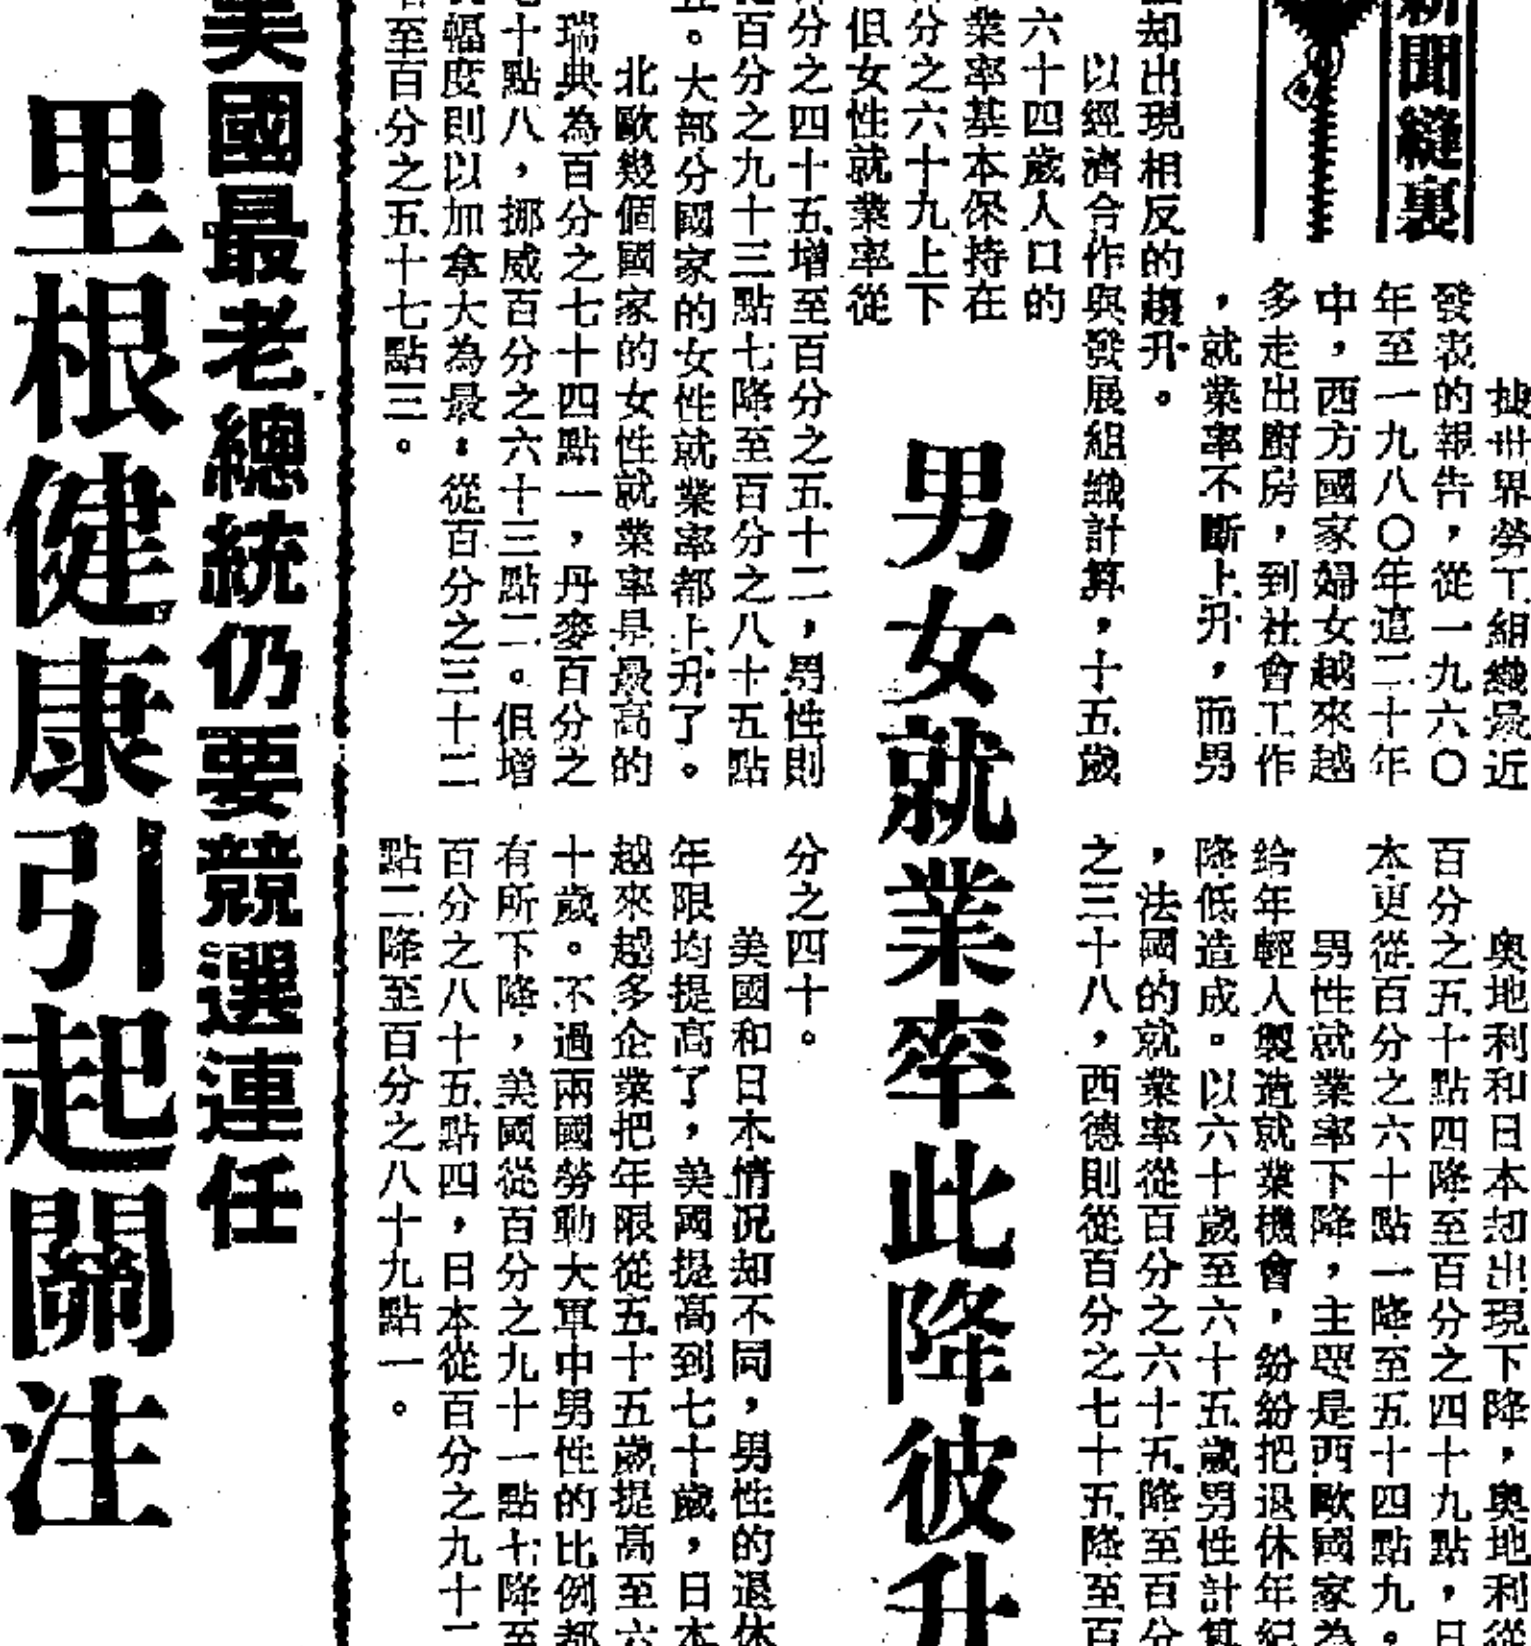 新聞縫裏
據世界勞工組織最近
發表的報告，從一九六〇
年至一九八〇年這二十年
中，西方國家婦女越來越
多走出廚房，到社會工作
，就業率不斷上升，而男
却出現相反的趨升。
以經濟合作與發展組織計算，十五歲
六十四歲人口的
業率基本保持在
分之六十九上下
但女性就業率從
分之四十五增至百分之五十二，男性則
百分之九十三點七降至百分之八十五點
五。大部分國家的女性就業率都上升了。
北歐幾個國家的女性就業率是最高的
瑞典為百分之七十四點一，丹麥百分之
七十點八，挪威百分之六十三點二。但增
幅度則以加拿大為最，從百分之三十二
增至百分之五十七點三。
男女就業率此降彼升
奧地利和日本却出現下降，奧地利從
百分之五十點四降至百分之四十九點，日
本更從百分之六十點一降至五十四點九。
男性就業率下降，主要是西歐國家為
給年輕人製造就業機會，紛紛把退休年紀
降低造成。以六十歲至六十五歲男性計算
，法國的就業率從百分之六十五降至百分
之三十八，西德則從百分之七十五降至百
分之四十。
美國和日本情況却不同，男性的退休
年限均提高了，美國提高到七十歲，日本
越來越多企業把年限從五十五歲提高至六
十歲。不過兩國勞動大軍中男性的比例都
有所下降，美國從百分之九十一點七降至
百分之八十五點四，日本從百分之九十一
點二降至百分之八十九點一。
美國最老總統仍要競選連任
里根健康引起關注